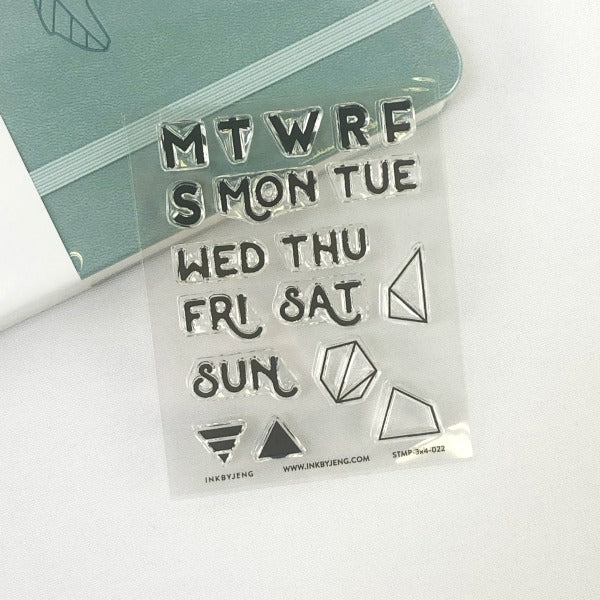 M T W R F
S MON TUE
WED THU
FRI SAT
SUN
INKBYJENG WWW.INKBYJENG.COM STMP-3x4-022